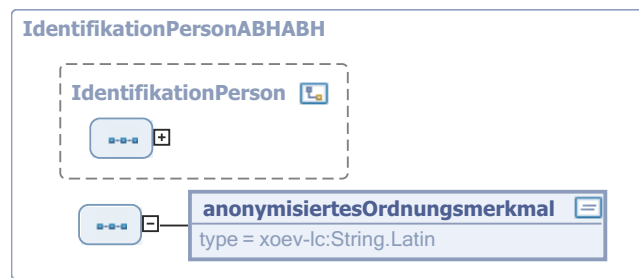 IdentifikationPersonABHABH
IdentifikationPerson
anonymisiertesOrdnungsmerkmal
type = xoev-lc:String.Latin